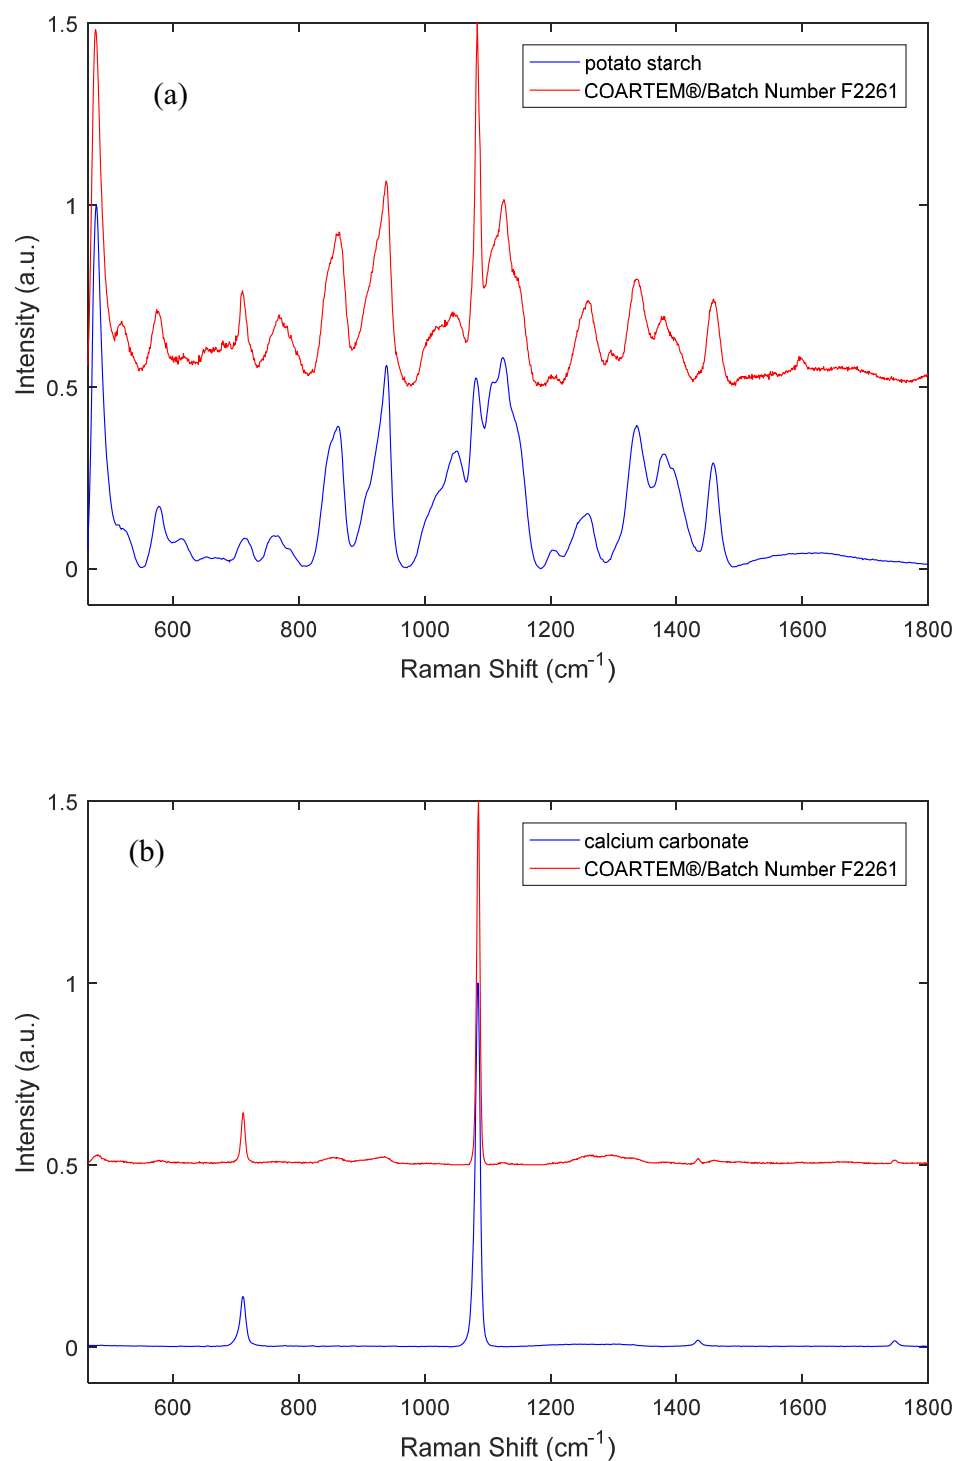 1.5
(a)
potato starch
COARTEM®/Batch Number F2261
1
Intensity (a.u.)
0.5
0
600 800 1000 1200 1400 1600 1800
Raman Shift (cm-1)
1.5
(b)
calcium carbonate
COARTEM®/Batch Number F2261
1
Intensity (a.u.)
0.5
0
600 800 1000 1200 1400 1600 1800
Raman Shift (cm-1)